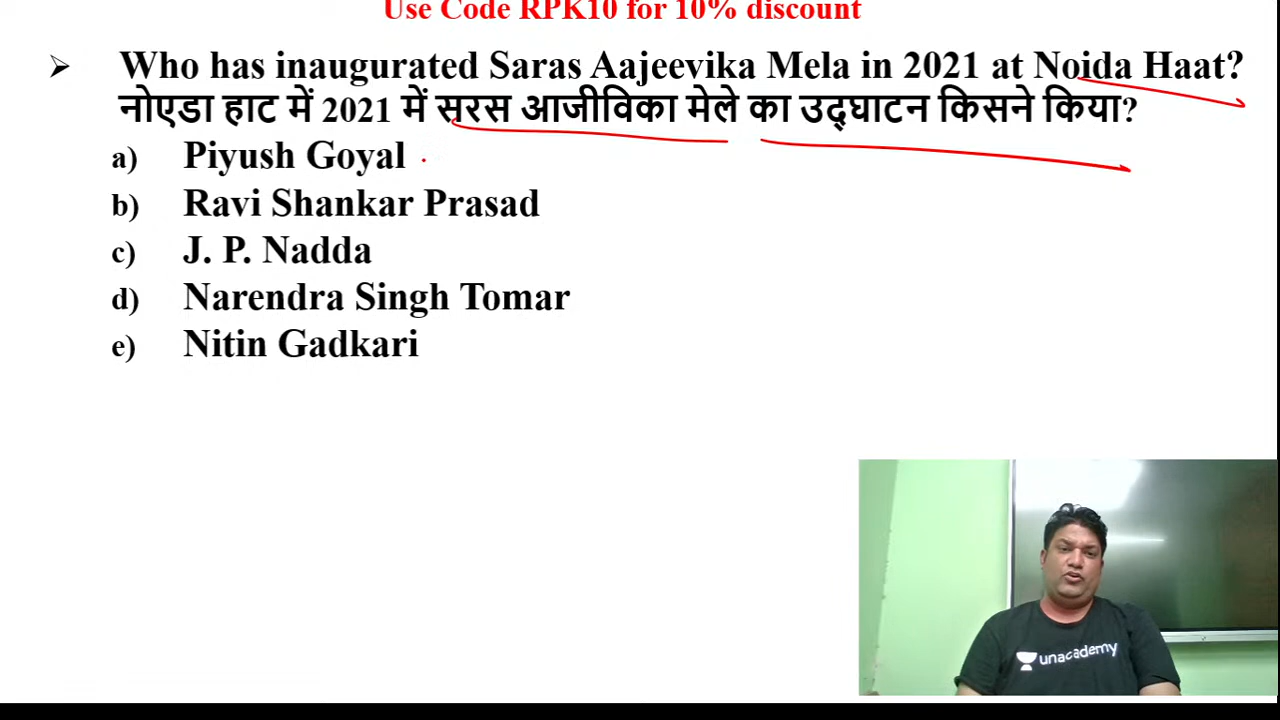 Use Code RPK10 for 10% discount
➢ Who has inaugurated Saras Aajeevika Mela in 2021 at Noida Haat?
नोएडा हाट में 2021 में सरस आजीविका मेले का उद्घाटन किसने किया?
a) Piyush Goyal
b) Ravi Shankar Prasad
c) J. P. Nadda
d) Narendra Singh Tomar
e) Nitin Gadkari
unacademy